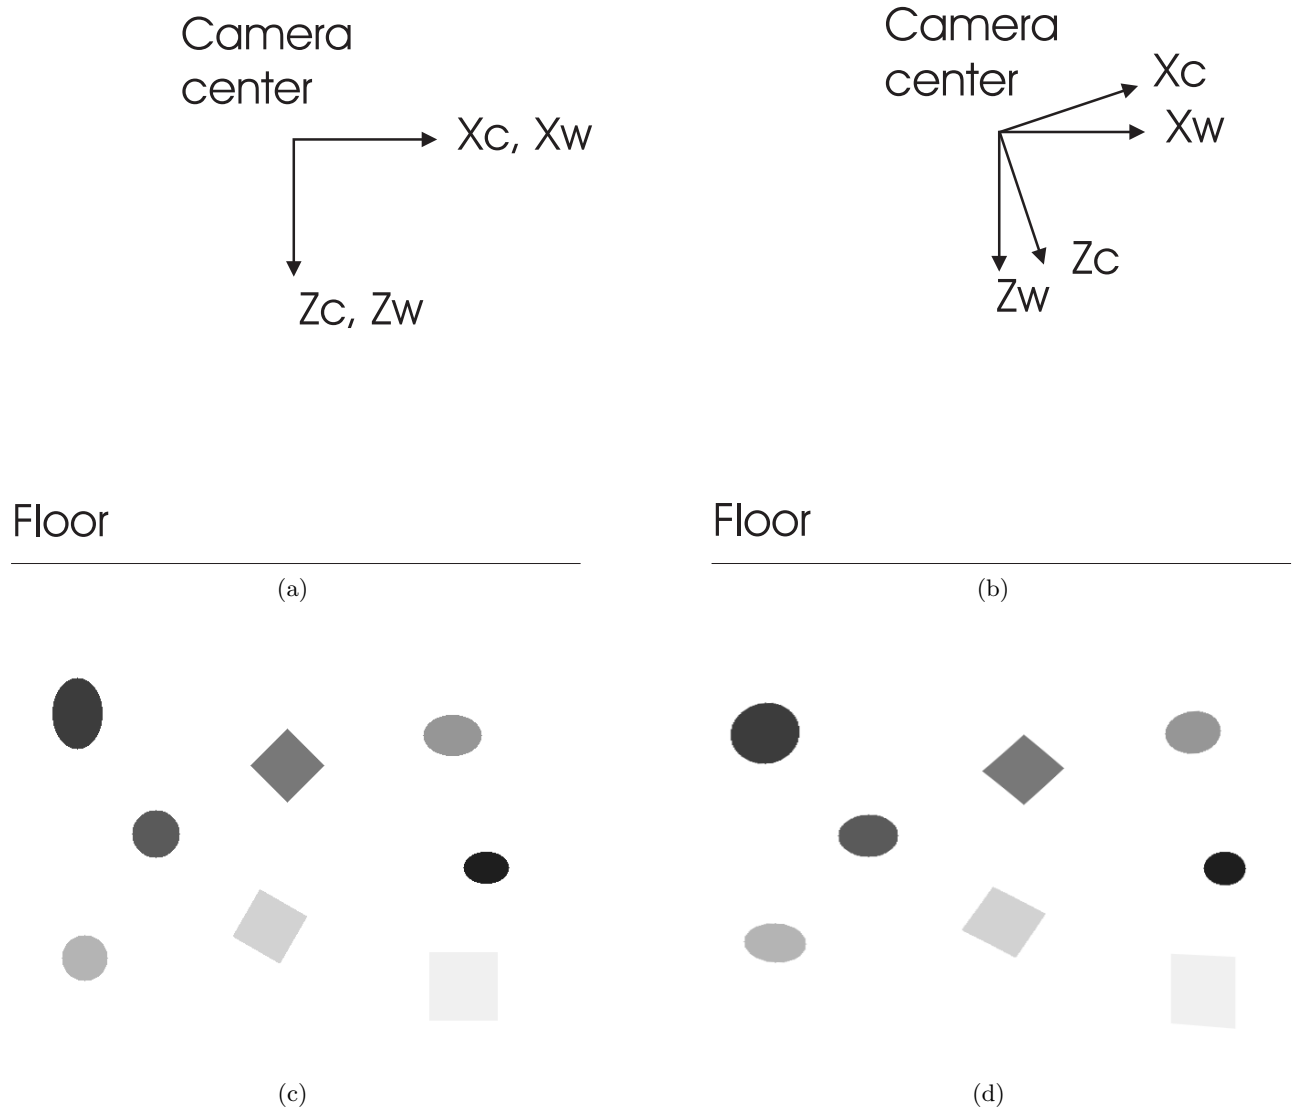 Camera
center
Xc, Xw
Zc, Zw
Floor
(a)
Camera
center
Xc
Xw
Zc
Zw
Floor
(b)
(c)
(d)